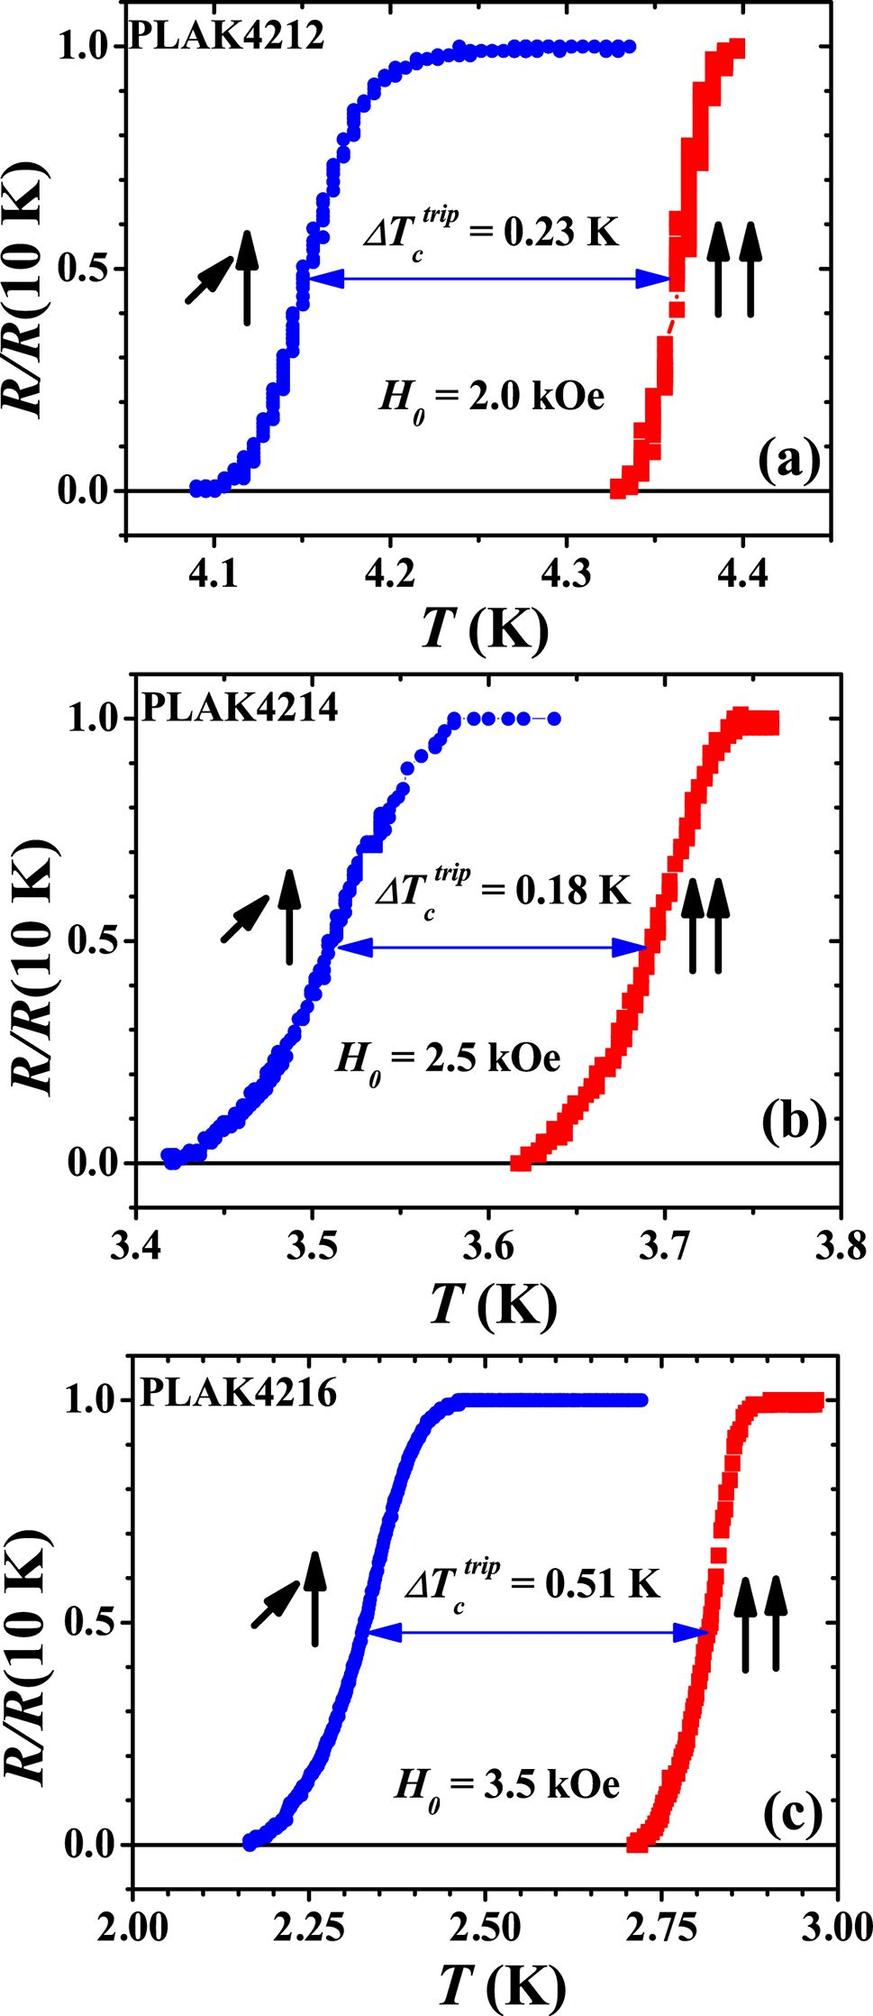 PLAK4212
1.0
0.5
0.0
R/R(10 K)
ΔT_c^trip = 0.23 K
H_0 = 2.0 kOe
(a)
4.1 4.2 4.3 4.4
T (K)
PLAK4214
1.0
0.5
0.0
R/R(10 K)
ΔT_c^trip = 0.18 K
H_0 = 2.5 kOe
(b)
3.4 3.5 3.6 3.7 3.8
T (K)
PLAK4216
1.0
0.5
0.0
R/R(10 K)
ΔT_c^trip = 0.51 K
H_0 = 3.5 kOe
(c)
2.00 2.25 2.50 2.75 3.00
T (K)